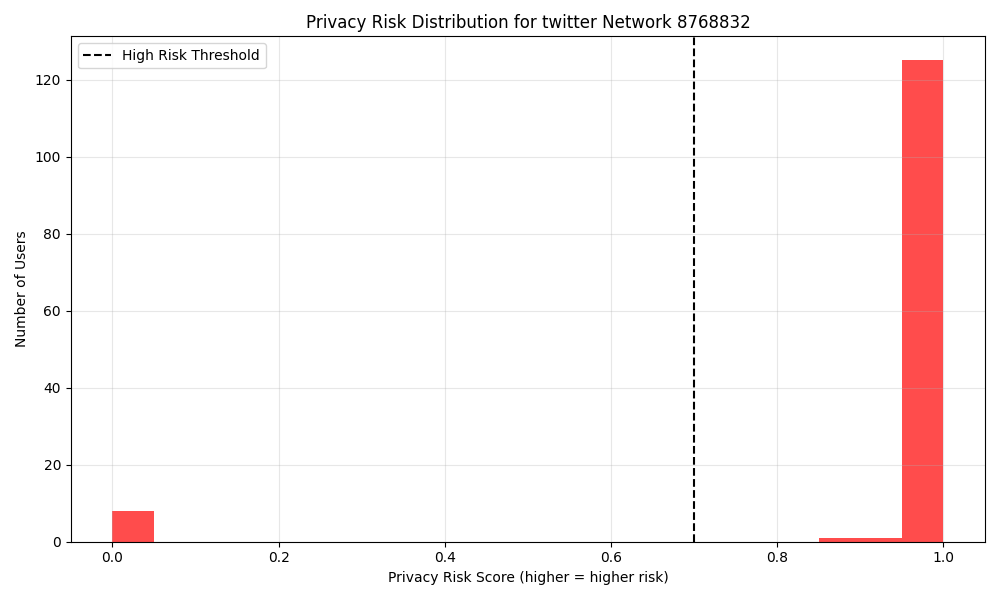 Privacy Risk Distribution for twitter Network 8768832
High Risk Threshold
120
100
80
60
40
20
0
Number of Users
0.0 0.2 0.4 0.6 0.8 1.0
Privacy Risk Score (higher = higher risk)